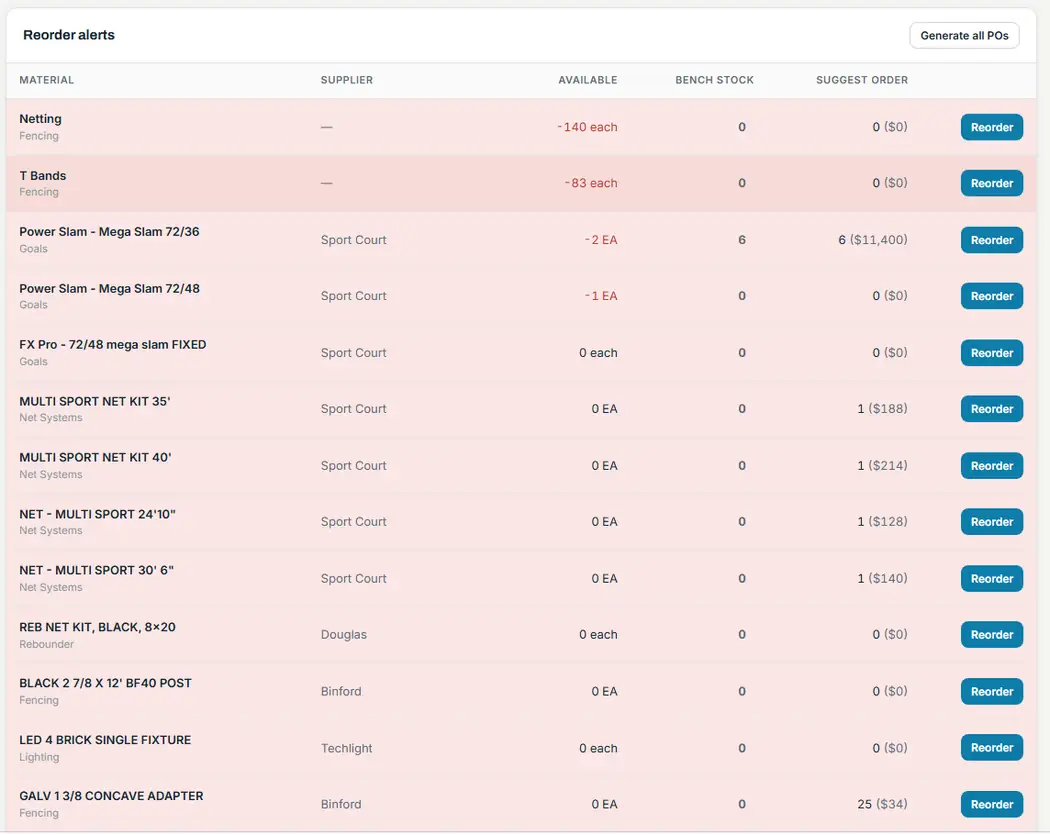 Reorder alerts
Generate all POs
MATERIAL SUPPLIER AVAILABLE BENCH STOCK SUGGEST ORDER
Netting
Fencing
— -140 each 0 0 ($0) Reorder
T Bands
Fencing
— -83 each 0 0 ($0) Reorder
Power Slam - Mega Slam 72/36
Goals
Sport Court -2 EA 6 6 ($11,400) Reorder
Power Slam - Mega Slam 72/48
Goals
Sport Court -1 EA 0 0 ($0) Reorder
FX Pro - 72/48 mega slam FIXED
Goals
Sport Court 0 each 0 0 ($0) Reorder
MULTI SPORT NET KIT 35'
Net Systems
Sport Court 0 EA 0 1 ($188) Reorder
MULTI SPORT NET KIT 40'
Net Systems
Sport Court 0 EA 0 1 ($214) Reorder
NET - MULTI SPORT 24'10"
Net Systems
Sport Court 0 EA 0 1 ($128) Reorder
NET - MULTI SPORT 30' 6"
Net Systems
Sport Court 0 EA 0 1 ($140) Reorder
REB NET KIT, BLACK, 8x20
Rebounder
Douglas 0 each 0 0 ($0) Reorder
BLACK 2 7/8 X 12' BF40 POST
Fencing
Binford 0 EA 0 0 ($0) Reorder
LED 4 BRICK SINGLE FIXTURE
Lighting
Techlight 0 each 0 0 ($0) Reorder
GALV 1 3/8 CONCAVE ADAPTER
Fencing
Binford 0 EA 0 25 ($34) Reorder